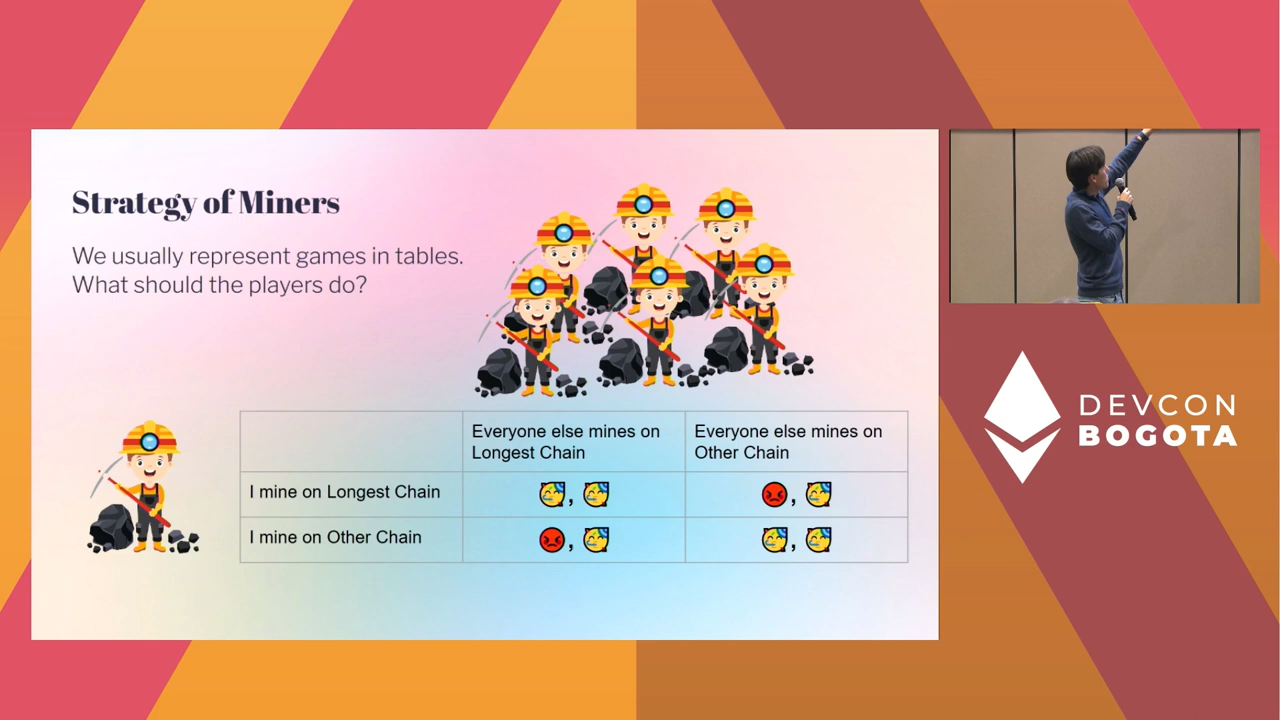 Strategy of Miners
We usually represent games in tables.
What should the players do?
Everyone else mines on
Longest Chain
Everyone else mines on
Other Chain
I mine on Longest Chain
I mine on Other Chain
DEVCON
BOGOTA